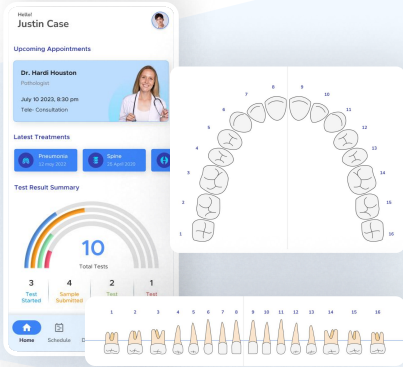 Hello!
Justin Case
Upcoming Appointments
Dr. Hardi Houston
Pathologist
July 10 2023, 8:30 pm
Tele- Consultation
Latest Treatments
Pneumonia
Spine
Test Result Summary
10
Total Tests
3 4 2 1
Test Started
Sample Submitted
Test
Test
Home Schedule D
8 9
7 10
6 11
5 12
4 13
3 14
2 15
1 16
1 2 3 4 5 6 7 8 9 10 11 12 13 14 15 16